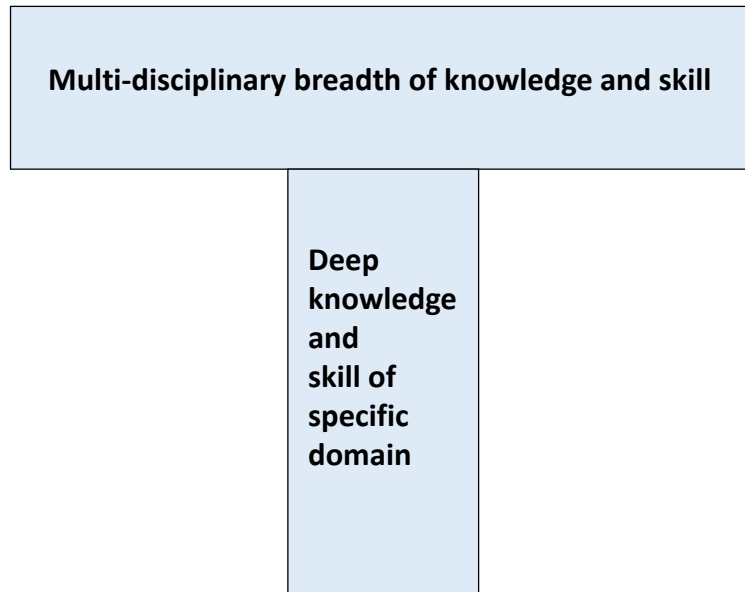 Multi-disciplinary breadth of knowledge and skill
Deep
knowledge
and
skill of
specific
domain